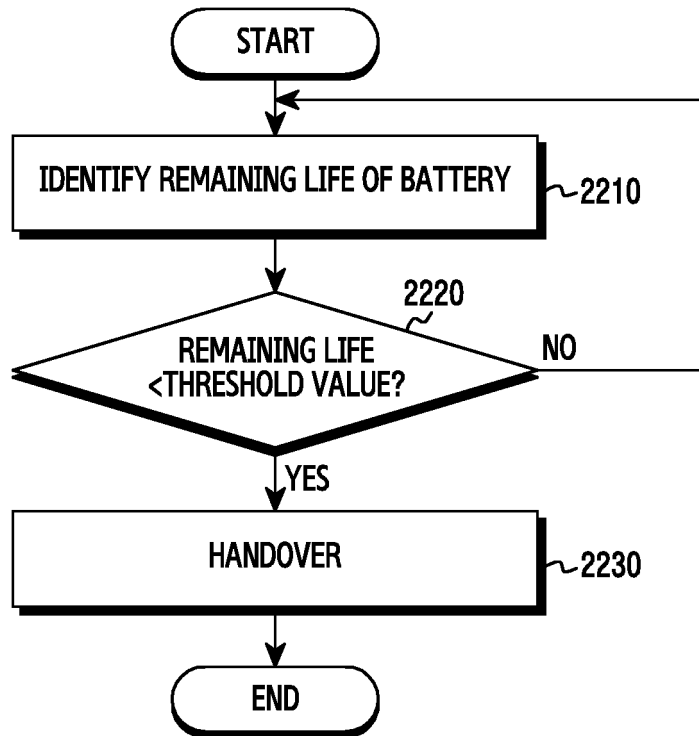 START
IDENTIFY REMAINING LIFE OF BATTERY
2210
2220
REMAINING LIFE
<THRESHOLD VALUE?
NO
YES
HANDOVER
2230
END